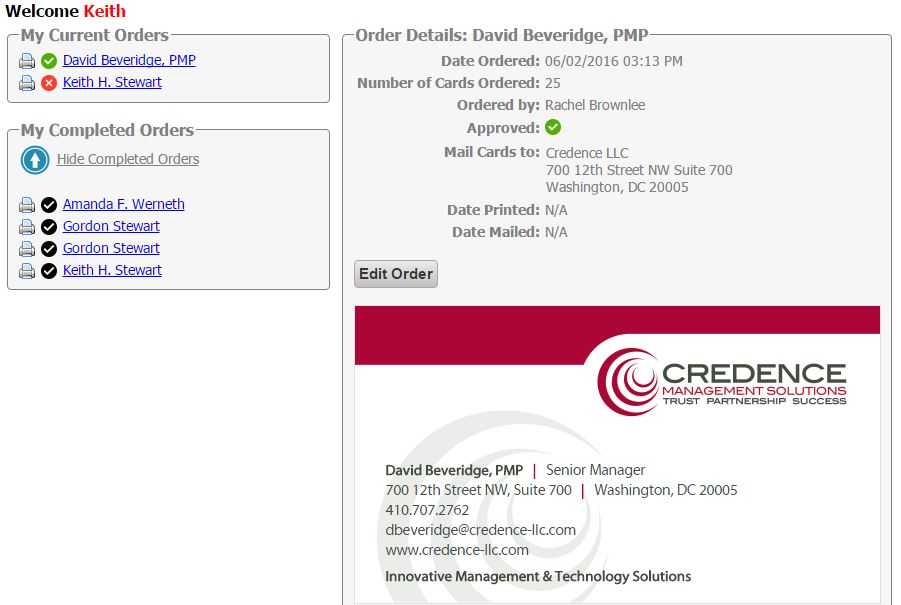 Welcome Keith
My Current Orders
David Beveridge, PMP
Keith H. Stewart
My Completed Orders
Hide Completed Orders
Amanda F. Werneth
Gordon Stewart
Gordon Stewart
Keith H. Stewart
Order Details: David Beveridge, PMP
Date Ordered: 06/02/2016 03:13 PM
Number of Cards Ordered: 25
Ordered by: Rachel Brownlee
Approved:
Mail Cards to: Credence LLC
700 12th Street NW Suite 700
Washington, DC 20005
Date Printed: N/A
Date Mailed: N/A
Edit Order
CREDENCE
MANAGEMENT SOLUTIONS
TRUST PARTNERSHIP SUCCESS
David Beveridge, PMP | Senior Manager
700 12th Street NW, Suite 700 | Washington, DC 20005
410.707.2762
dbeveridge@credence-llc.com
www.credence-llc.com
Innovative Management & Technology Solutions